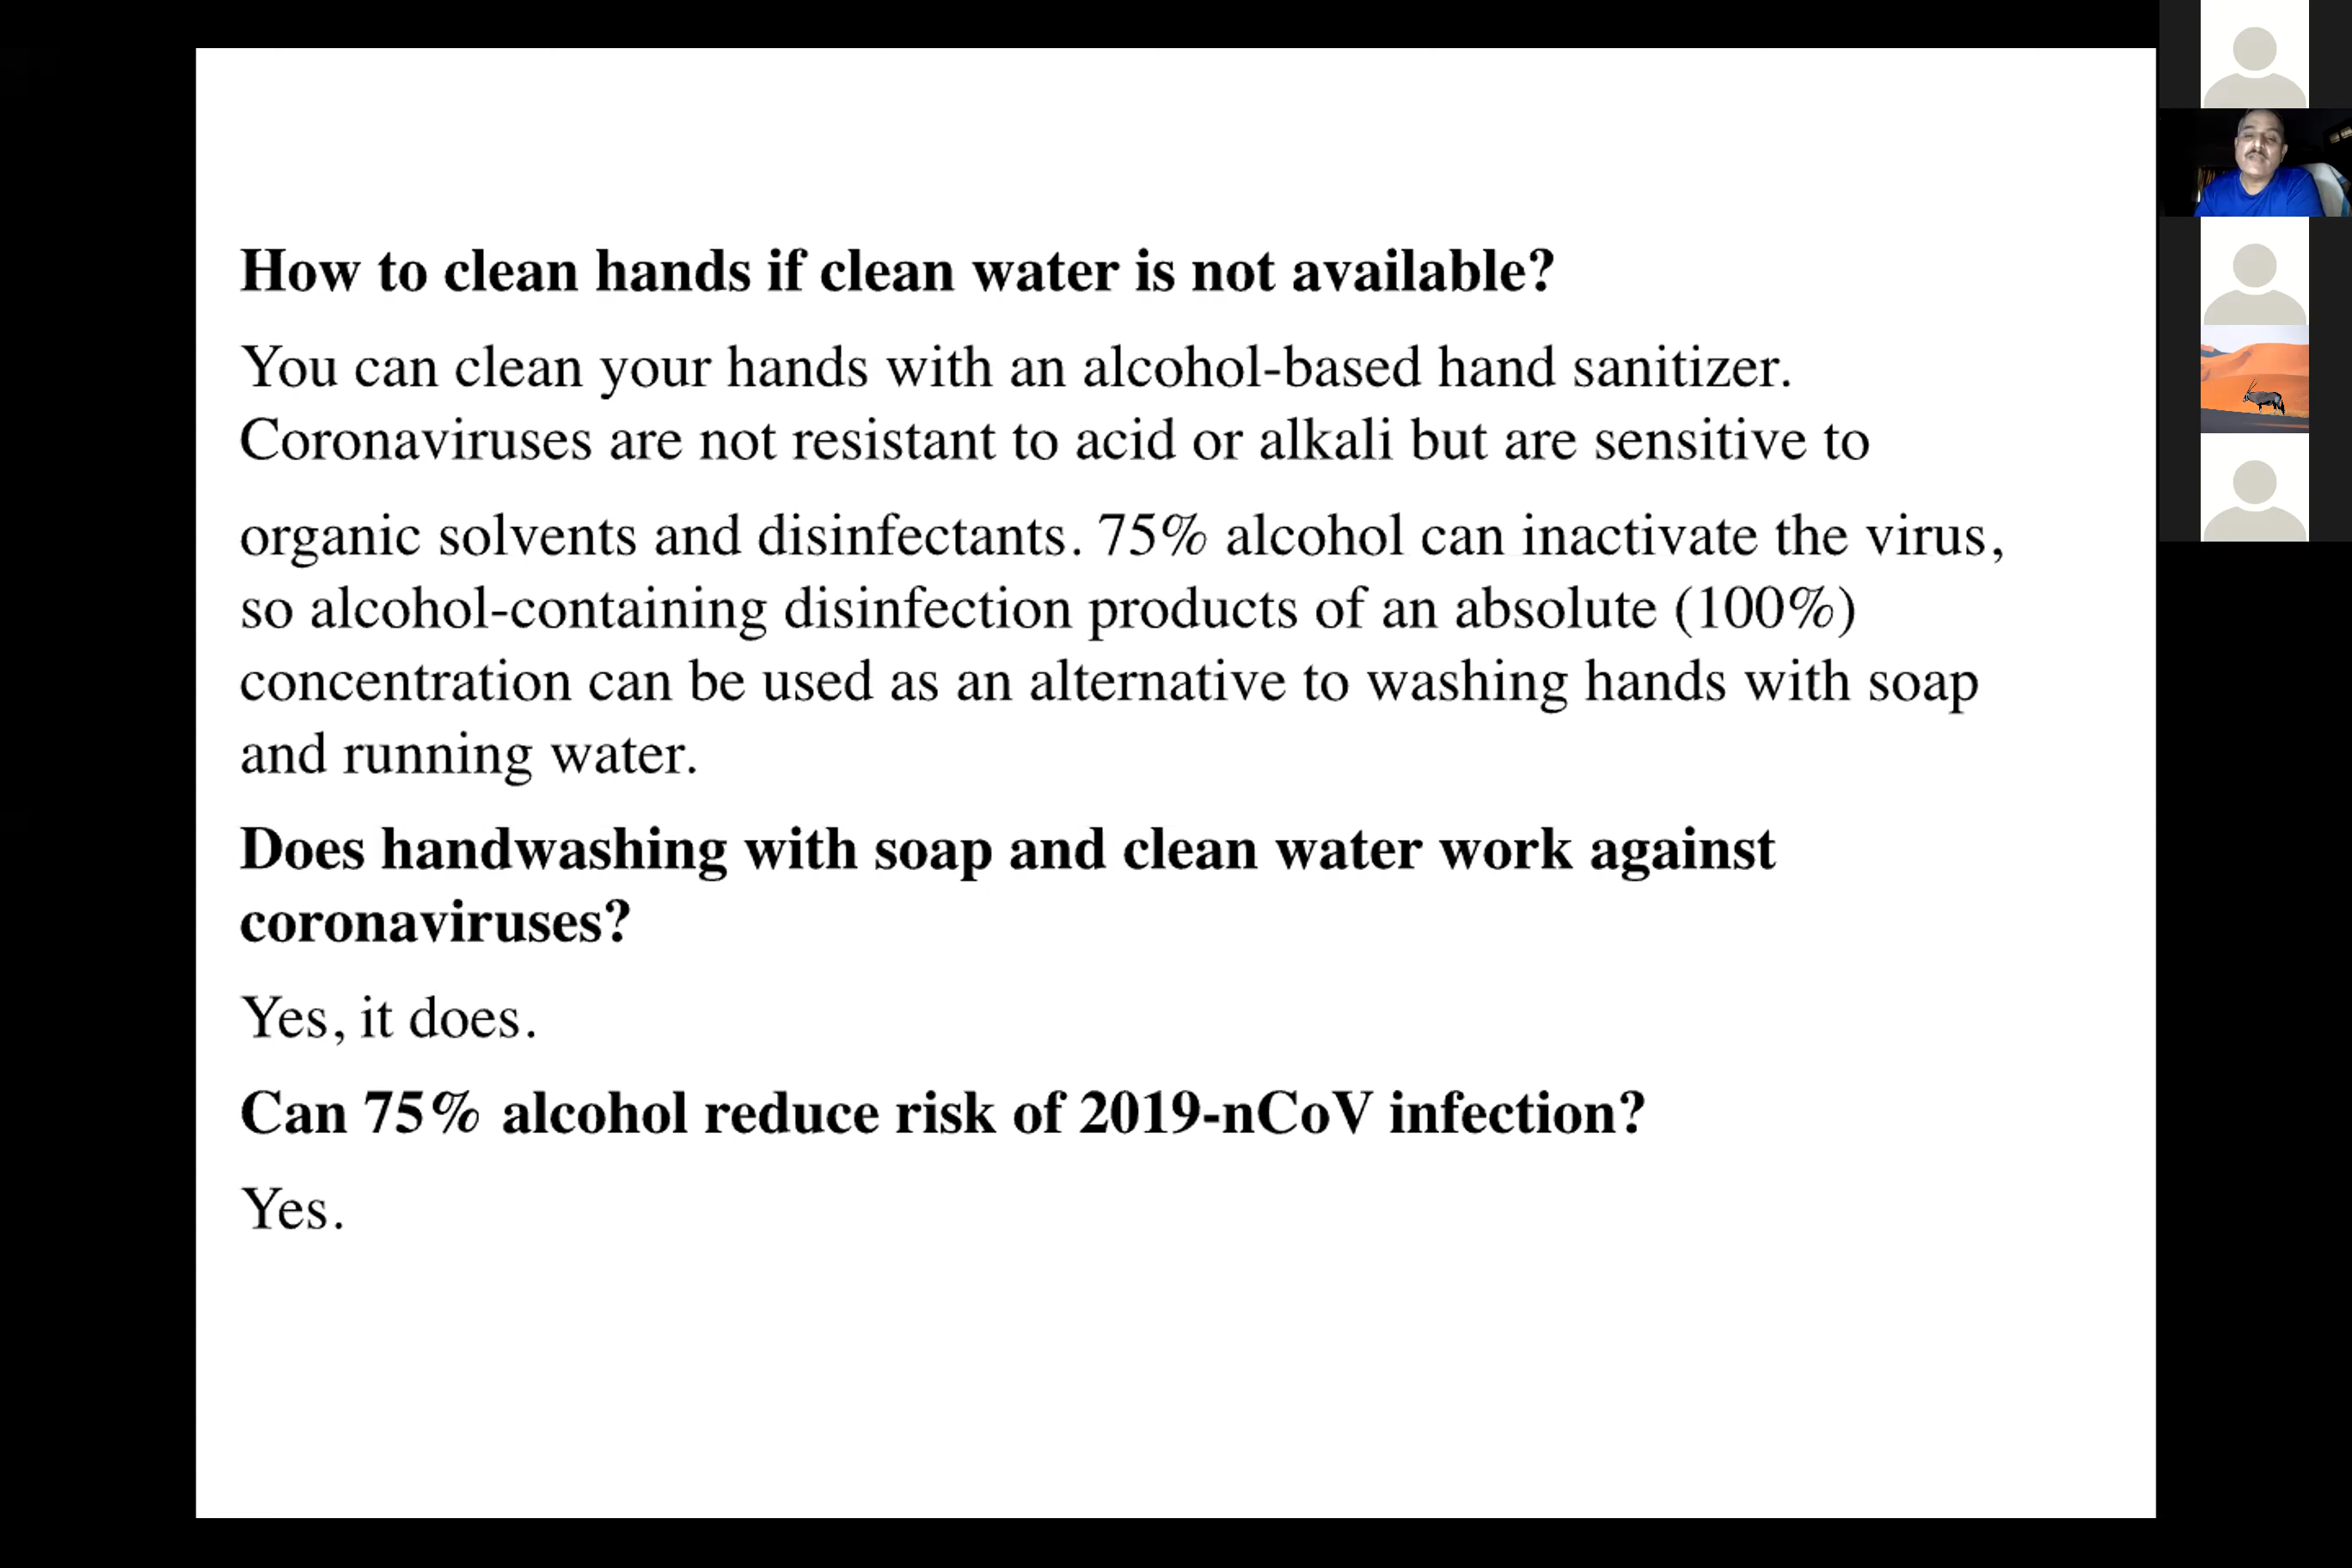 How to clean hands if clean water is not available?
You can clean your hands with an alcohol-based hand sanitizer.
Coronaviruses are not resistant to acid or alkali but are sensitive to
organic solvents and disinfectants. 75% alcohol can inactivate the virus,
so alcohol-containing disinfection products of an absolute (100%)
concentration can be used as an alternative to washing hands with soap
and running water.
Does handwashing with soap and clean water work against
coronaviruses?
Yes, it does.
Can 75% alcohol reduce risk of 2019-nCoV infection?
Yes.